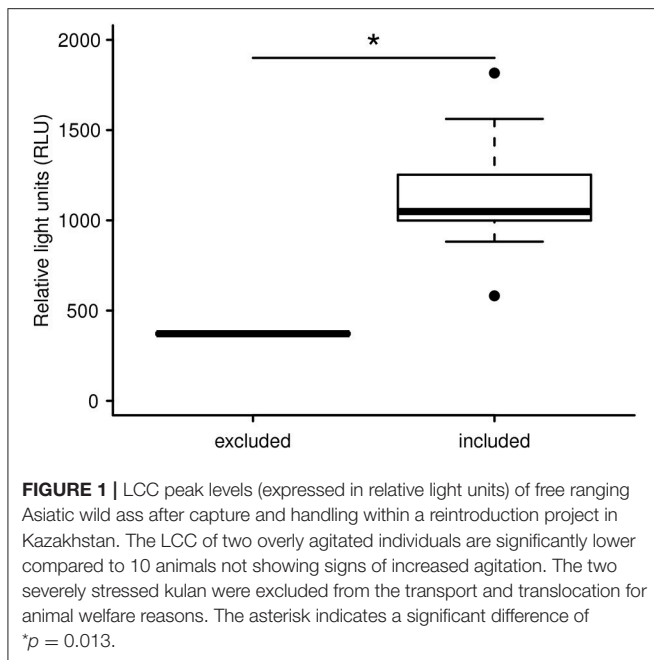 *
2000
1500
1000
500
0
Relative light units (RLU)
excluded included
FIGURE 1 | LCC peak levels (expressed in relative light units) of free ranging
Asiatic wild ass after capture and handling within a reintroduction project in
Kazakhstan. The LCC of two overly agitated individuals are significantly lower
compared to 10 animals not showing signs of increased agitation. The two
severely stressed kulan were excluded from the transport and translocation for
animal welfare reasons. The asterisk indicates a significant difference of
*p = 0.013.